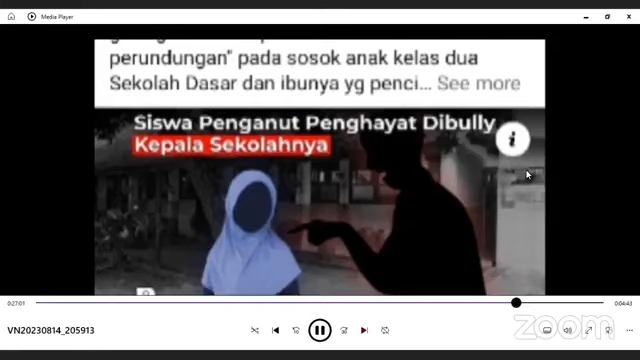 Media Player
perundungan" pada sosok anak kelas dua
Sekolah Dasar dan ibunya yg penci... See more
Siswa Penganut Penghayat Dibully
Kepala Sekolahnya
i
0:27:01
0:04:43
VN20230814_205913
zoom